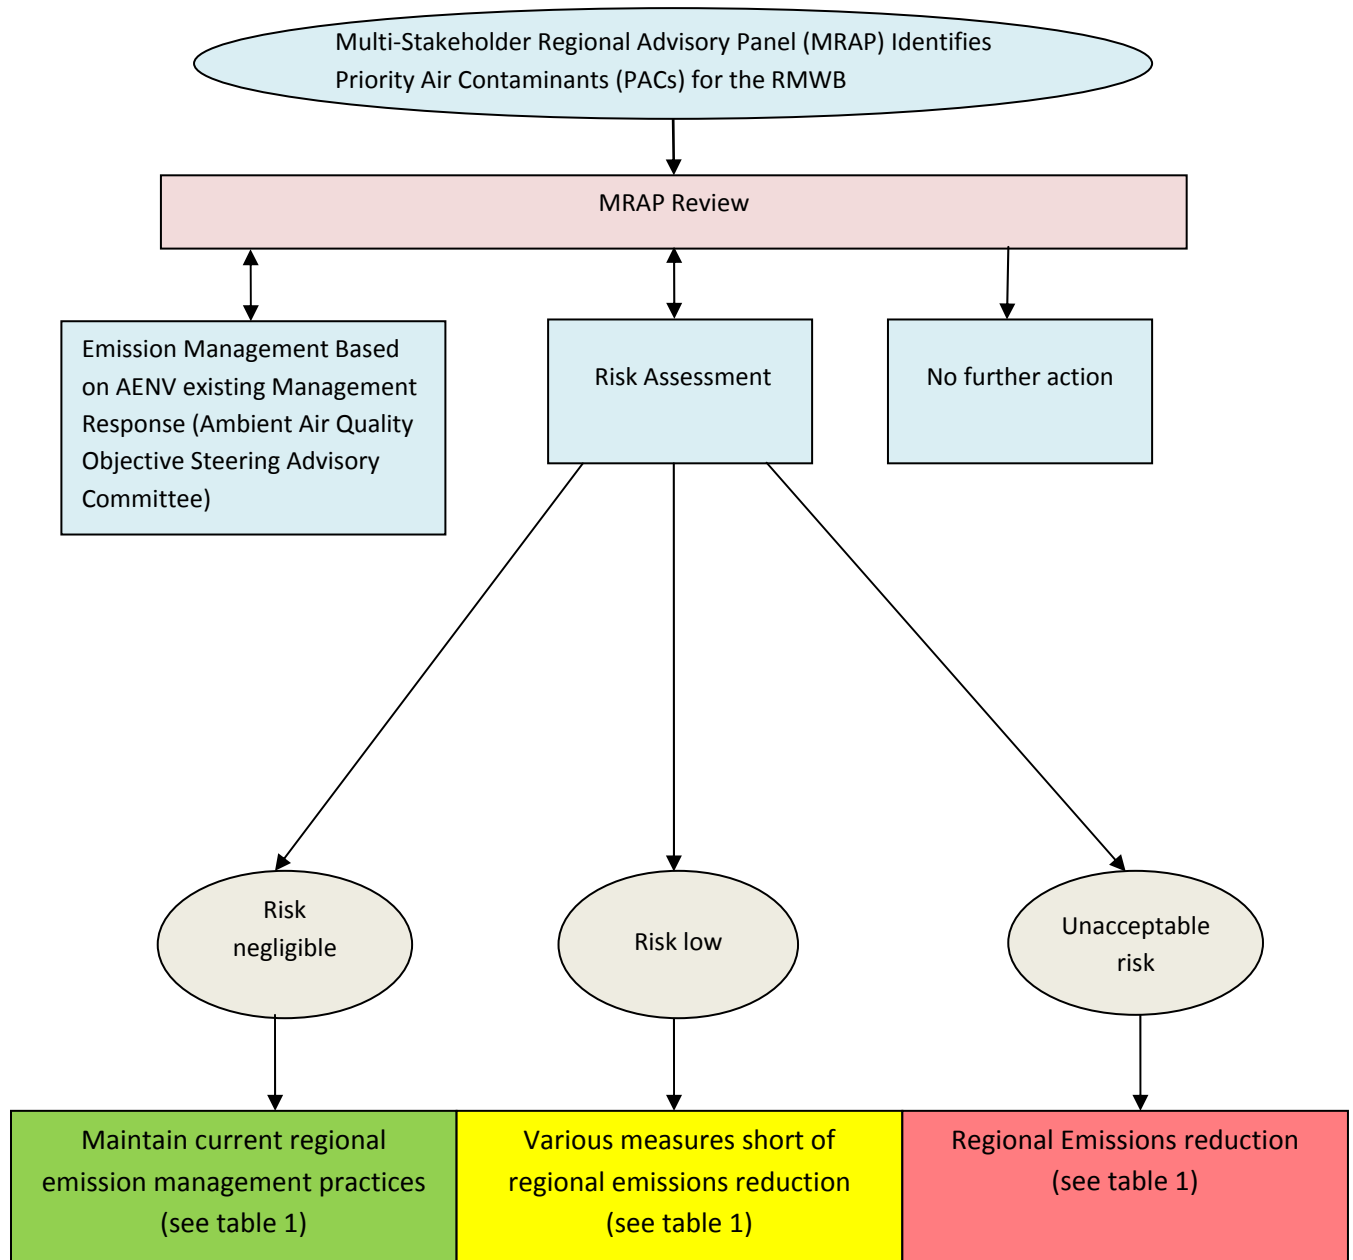 Multi-Stakeholder Regional Advisory Panel (MRAP) Identifies
Priority Air Contaminants (PACs) for the RMWB
MRAP Review
Emission Management Based
on AENV existing Management
Response (Ambient Air Quality
Objective Steering Advisory
Committee)
Risk Assessment
No further action
Risk
negligible
Risk low
Unacceptable
risk
Maintain current regional
emission management practices
(see table 1)
Various measures short of
regional emissions reduction
(see table 1)
Regional Emissions reduction
(see table 1)